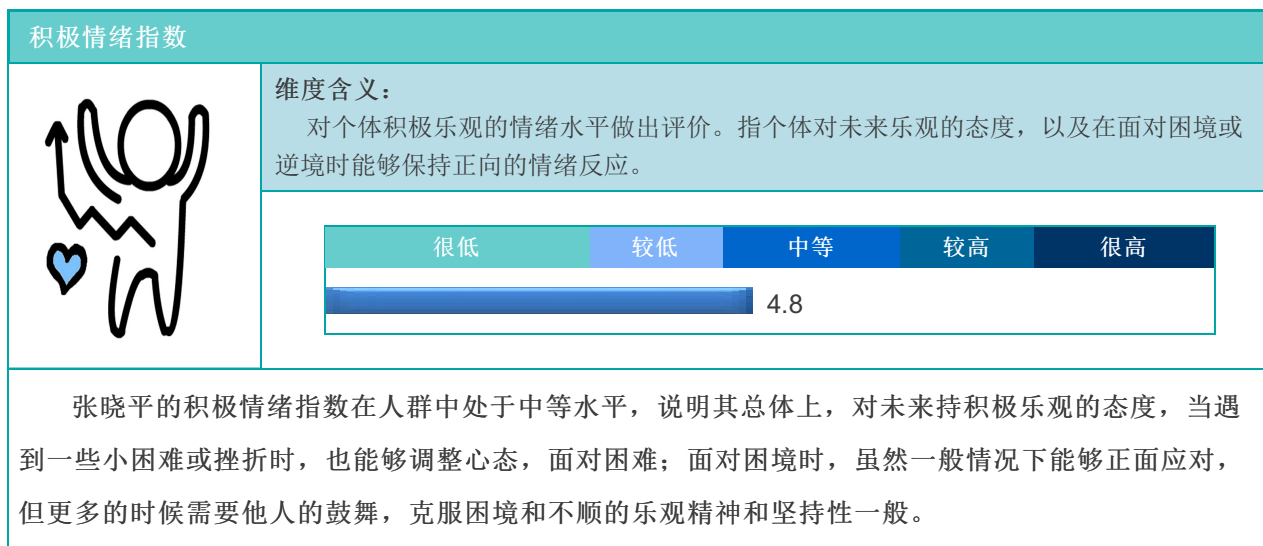 积极情绪指数
维度含义：
对个体积极乐观的情绪水平做出评价。指个体对未来乐观的态度，以及在面对困境或
逆境时能够保持正向的情绪反应。
很低 较低 中等 较高 很高
4.8
张晓平的积极情绪指数在人群中处于中等水平，说明其总体上，对未来持积极乐观的态度，当遇
到一些小困难或挫折时，也能够调整心态，面对困难；面对困境时，虽然一般情况下能够正面应对，
但更多的时候需要他人的鼓舞，克服困境和不顺的乐观精神和坚持性一般。